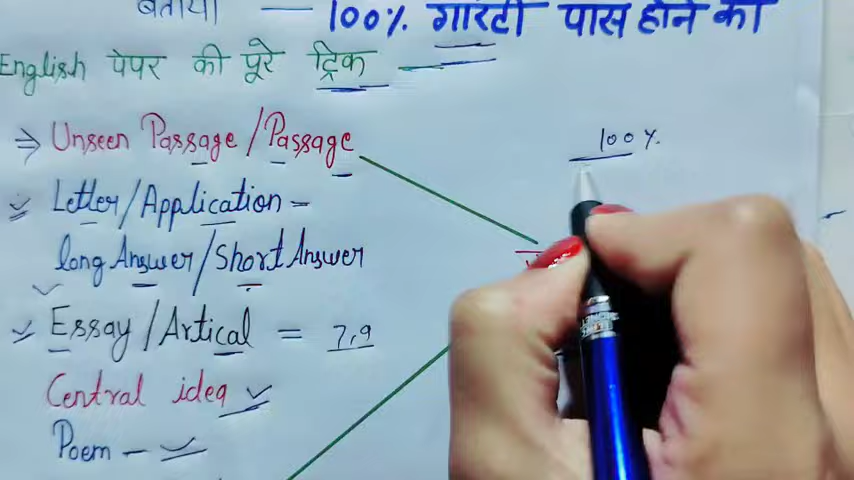 बताया — 100% गारंटी पास होने का
English पेपर की पूरे ट्रिक —
⇒ Unseen Passage / Passage
100%.
Letter/Application -
long Answer/Short Answer
Essay/Artical = 7,9
Central idea
Poem -